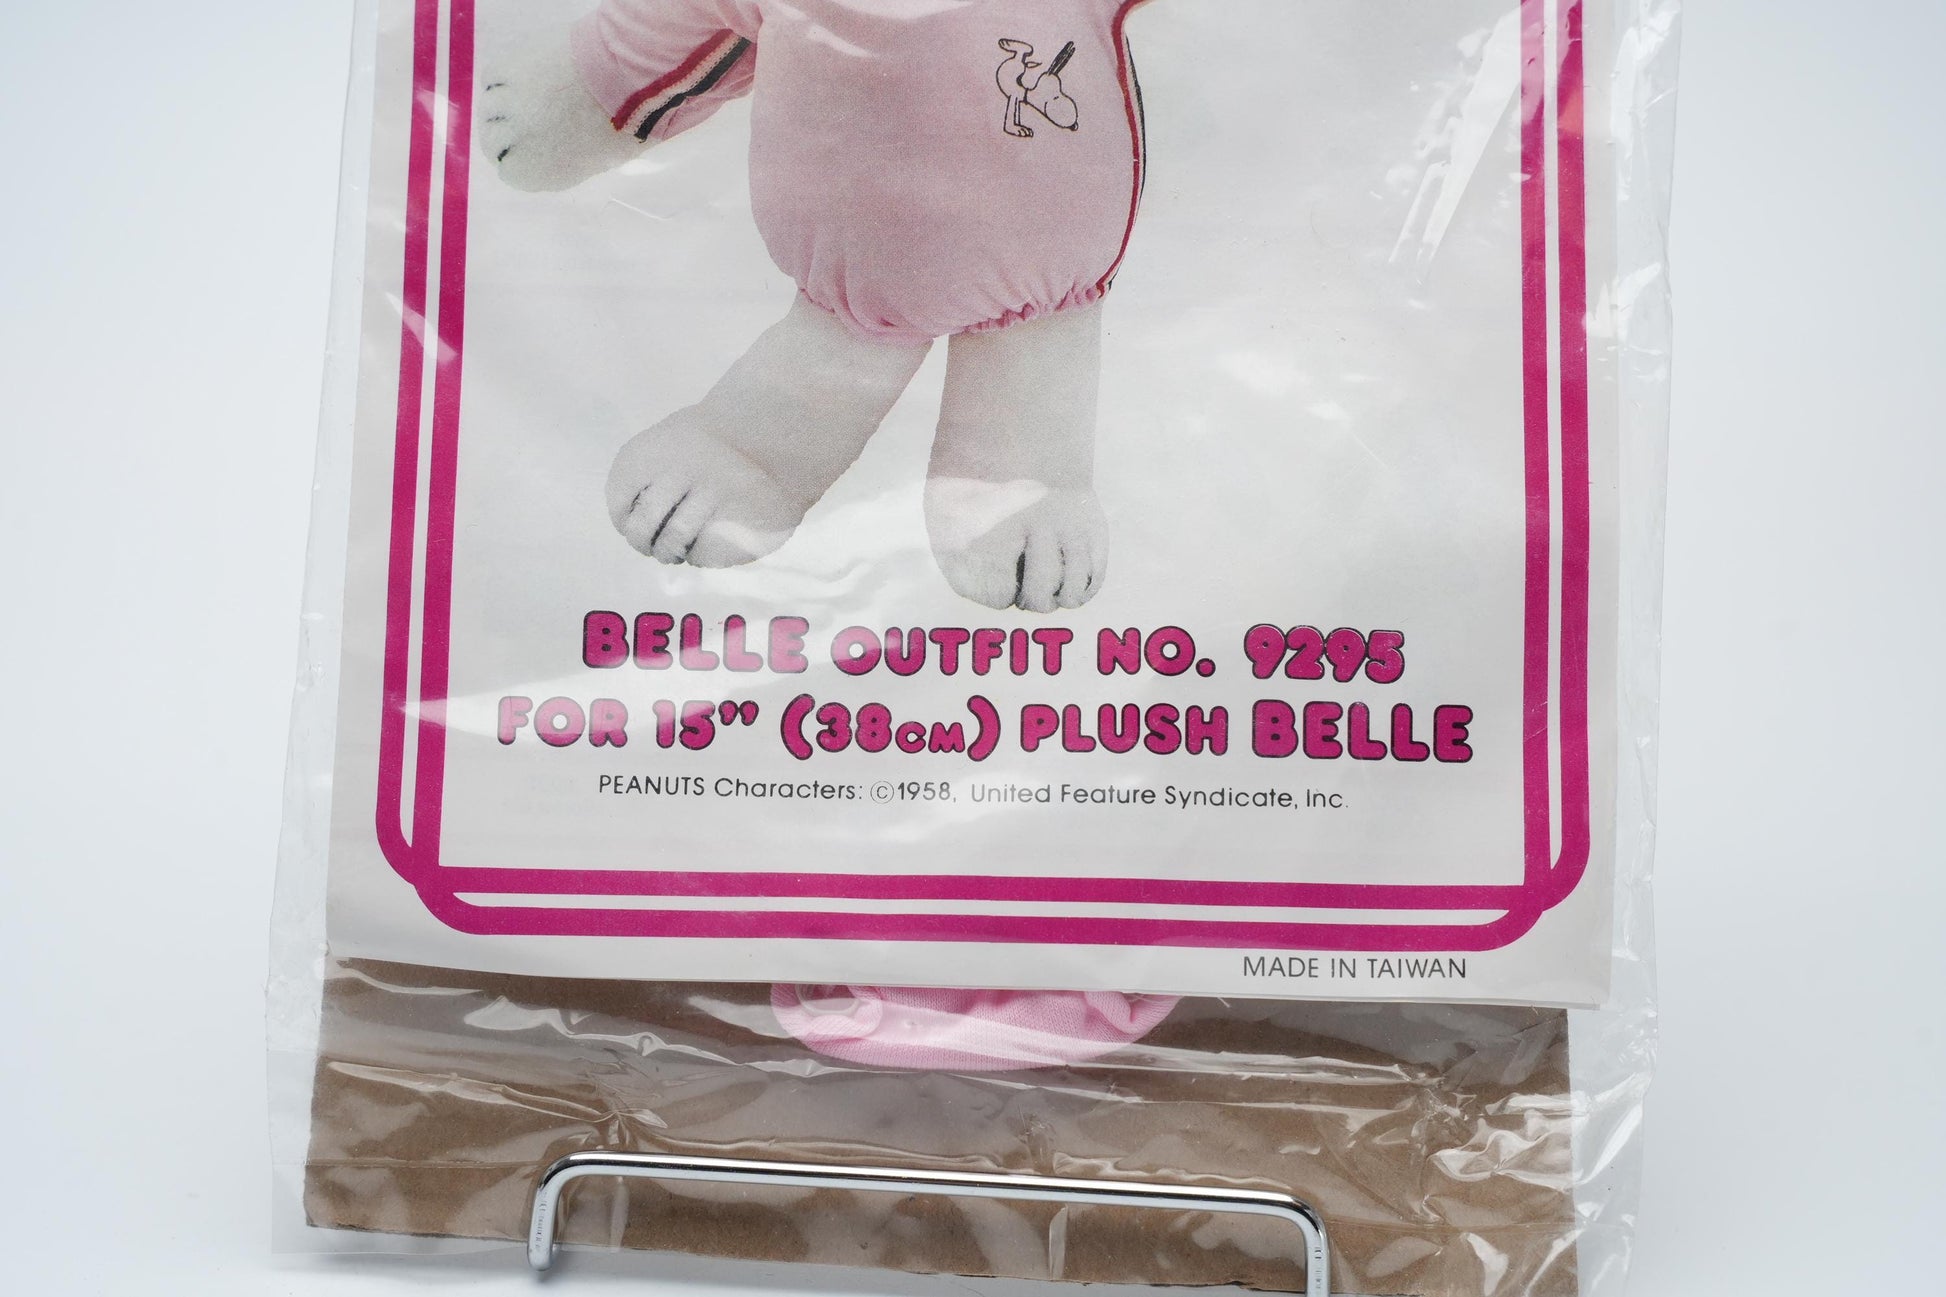 BELLE OUTFIT NO. 9295
FOR 15” (38CM) PLUSH BELLE
PEANUTS Characters: ©1958, United Feature Syndicate, Inc.
MADE IN TAIWAN